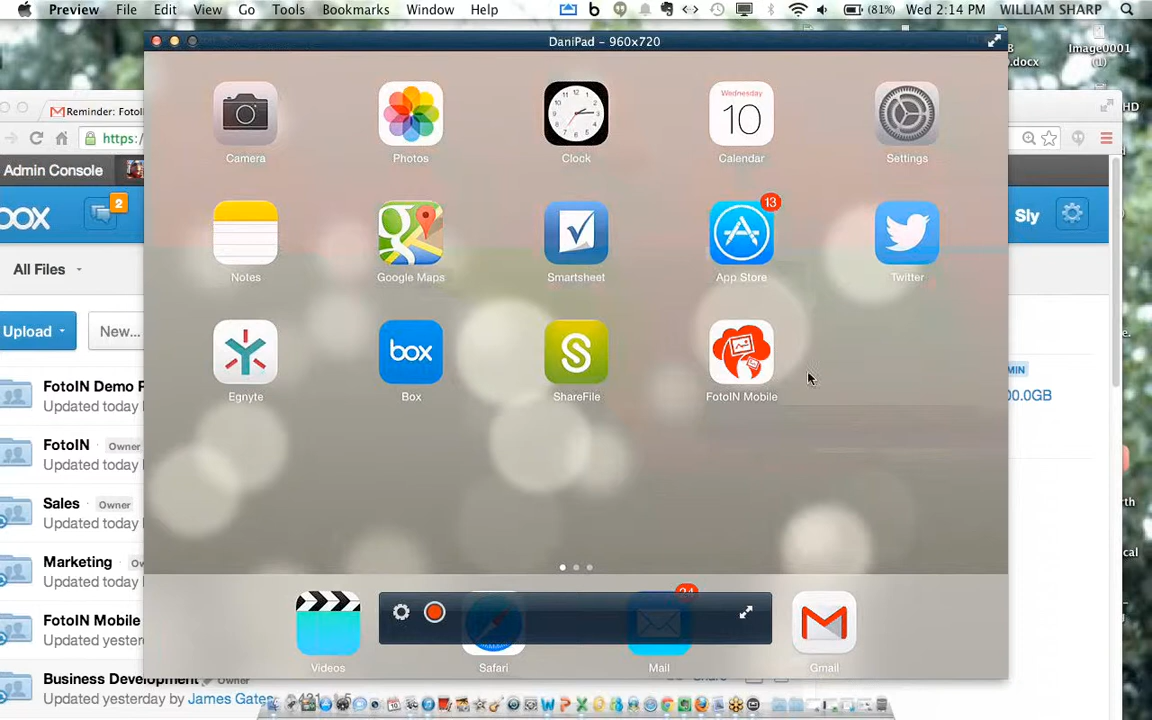 Preview File Edit View Go Tools Bookmarks Window Help (81%) Wed 2:14 PM WILLIAM SHARP
DaniPad – 960x720
.docx
Image0001
(1)
Reminder: FotoI
https:/
Admin Console
box
2
Sly
All Files
Upload
New...
FotoIN Demo
Updated today
FotoIN Owner
Updated today
Sales Owner
Updated today
Marketing
Updated today
FotoIN Mobile
Updated yester
Business Development Owner
Updated yesterday by James Gates
00.0GB
HD
Camera
Photos
Clock
Wednesday
10
Calendar
Settings
Notes
Google Maps
Smartsheet
13
App Store
Twitter
Egnyte
box
Box
ShareFile
FotoIN Mobile
Videos
Safari
Mail
Gmail